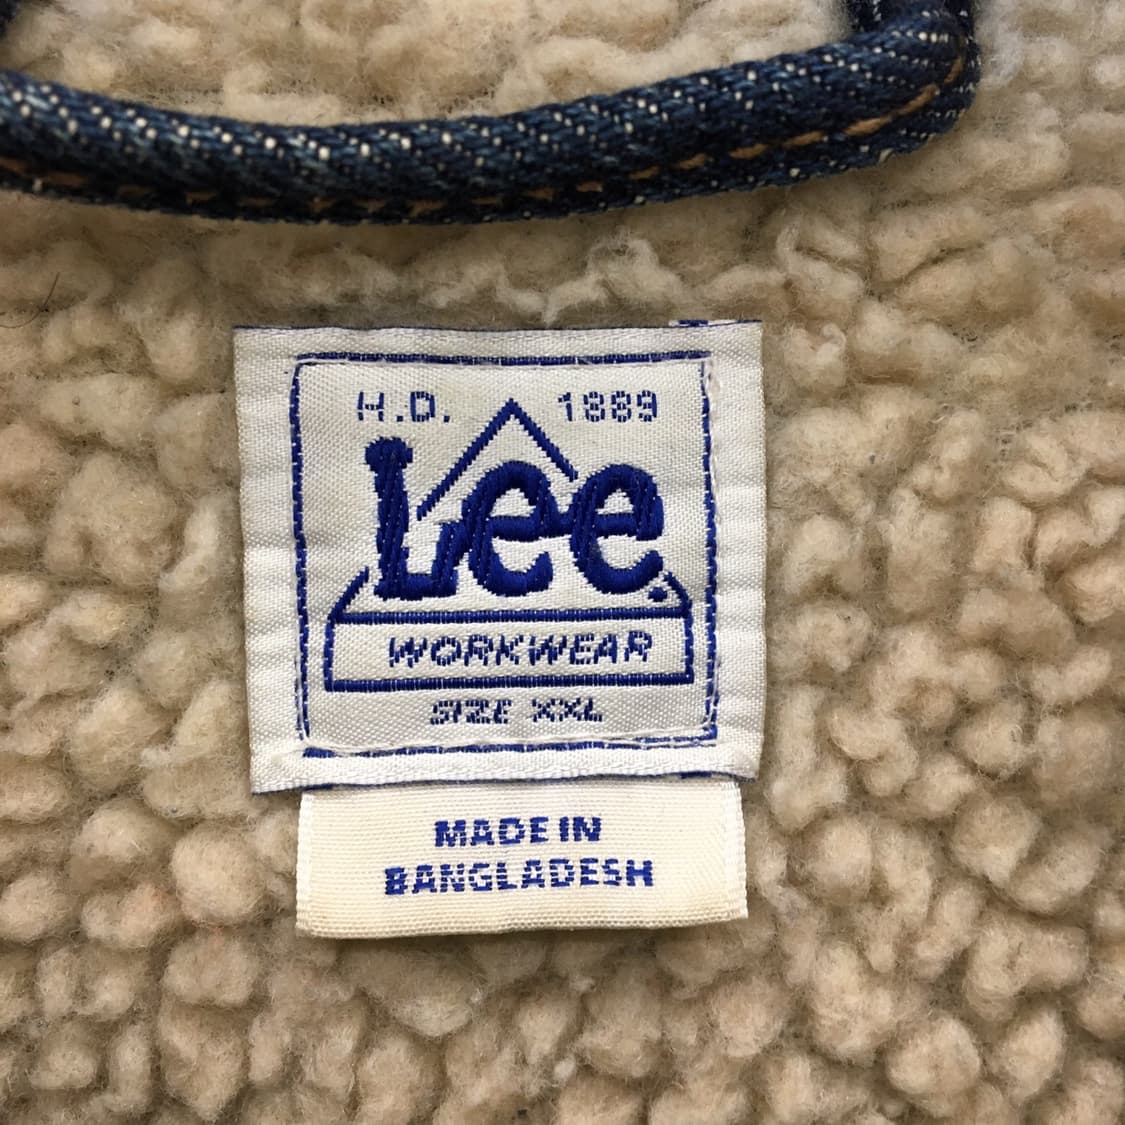 H.D. 1889
Lee
WORKWEAR
SIZE XXL
MADE IN
BANGLADESH